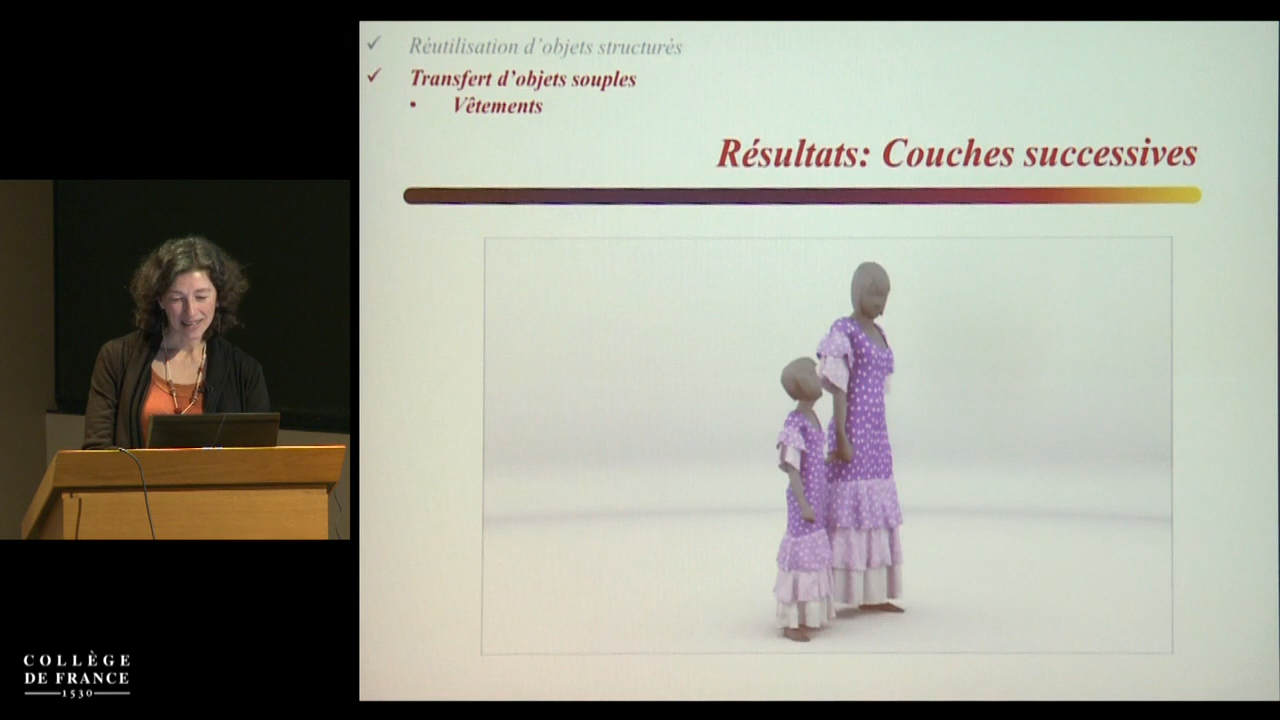 ✓ Réutilisation d'objets structurés
✓ Transfert d'objets souples
• Vêtements
Résultats: Couches successives
COLLÈGE
DE FRANCE
1530